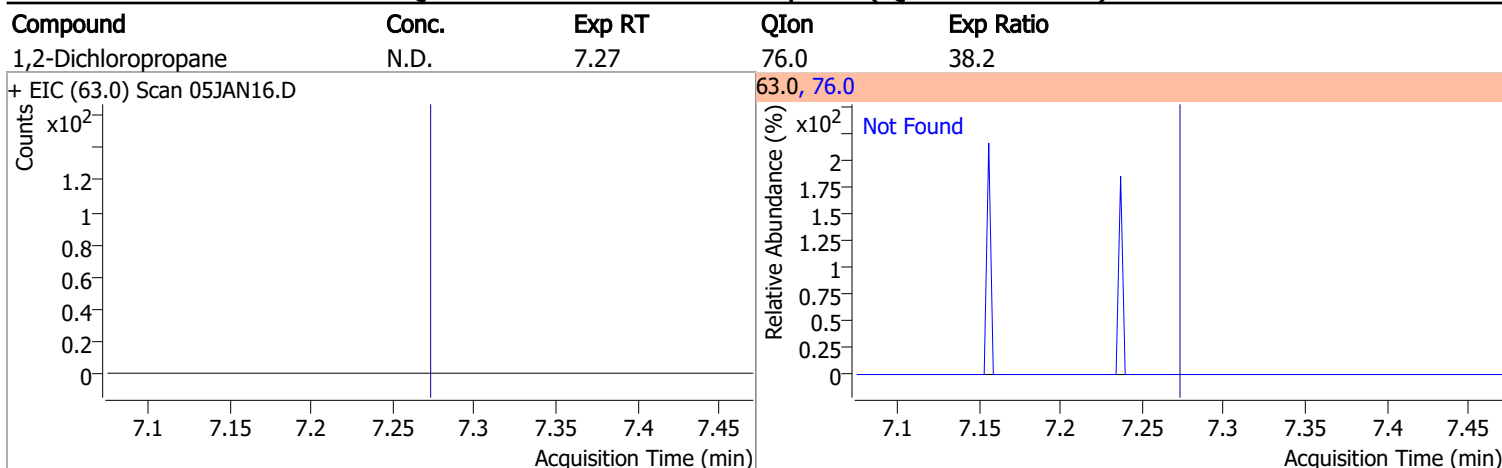 Compound Conc. Exp RT QIon Exp Ratio
1,2-Dichloropropane N.D. 7.27 76.0 38.2
+ EIC (63.0) Scan 05JAN16.D
Counts
x10²
1.2
1
0.8
0.6
0.4
0.2
0
7.1 7.15 7.2 7.25 7.3 7.35 7.4 7.45
Acquisition Time (min)
63.0, 76.0
Relative Abundance (%)
x10²
Not Found
2
1.75
1.5
1.25
1
0.75
0.5
0.25
0
7.1 7.15 7.2 7.25 7.3 7.35 7.4 7.45
Acquisition Time (min)